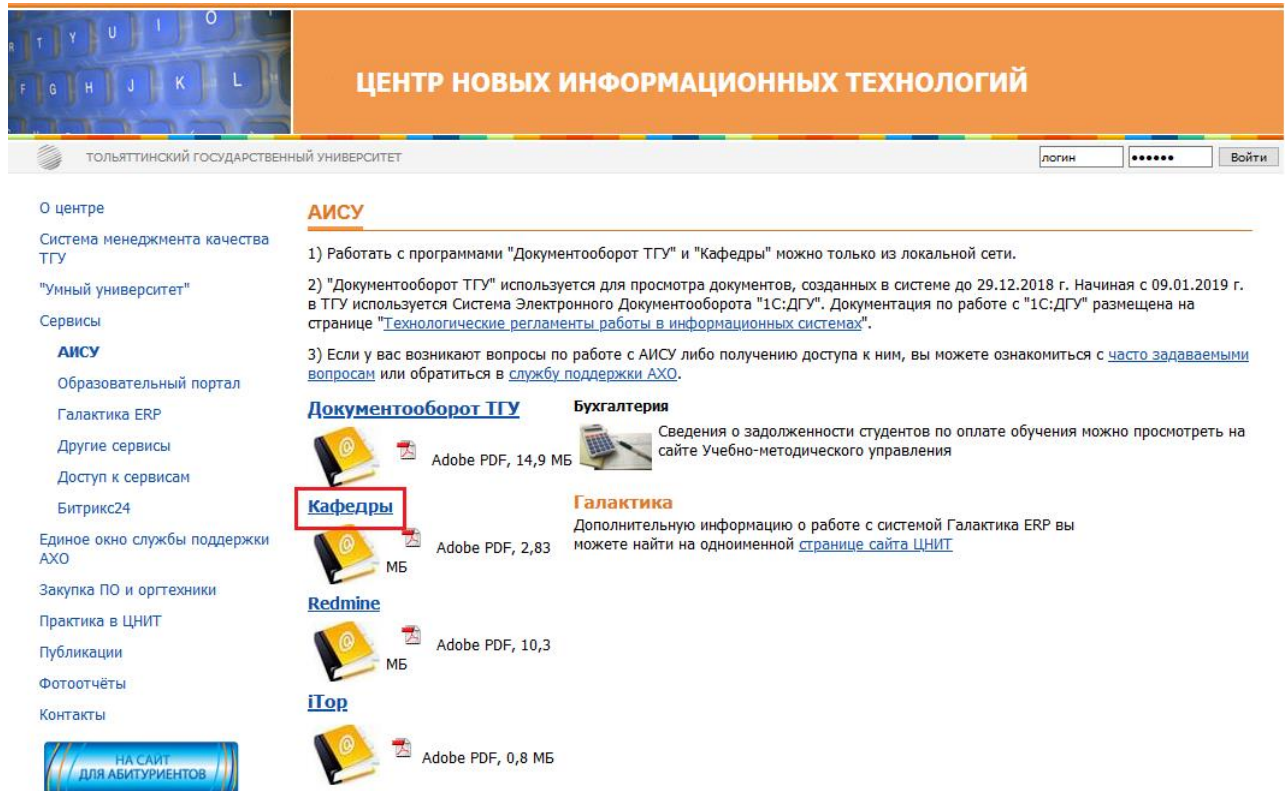 ЦЕНТР НОВЫХ ИНФОРМАЦИОННЫХ ТЕХНОЛОГИЙ
ТОЛЬЯТТИНСКИЙ ГОСУДАРСТВЕННЫЙ УНИВЕРСИТЕТ
логин
••••••
Войти
О центре
Система менеджмента качества
ТГУ
"Умный университет"
Сервисы
АИСУ
Образовательный портал
Галактика ERP
Другие сервисы
Доступ к сервисам
Битрикс24
Единое окно службы поддержки
АХО
Закупка ПО и оргтехники
Практика в ЦНИТ
Публикации
Фотоотчёты
Контакты
НА САЙТ
ДЛЯ АБИТУРИЕНТОВ
АИСУ
1) Работать с программами "Документооборот ТГУ" и "Кафедры" можно только из локальной сети.
2) "Документооборот ТГУ" используется для просмотра документов, созданных в системе до 29.12.2018 г. Начиная с 09.01.2019 г.
в ТГУ используется Система Электронного Документооборота "1С:ДГУ". Документация по работе с "1С:ДГУ" размещена на
странице "Технологические регламенты работы в информационных системах".
3) Если у вас возникают вопросы по работе с АИСУ либо получению доступа к ним, вы можете ознакомиться с часто задаваемыми
вопросам или обратиться в службу поддержки АХО.
Документооборот ТГУ
Adobe PDF, 14,9 МБ
Кафедры
Adobe PDF, 2,83
МБ
Redmine
Adobe PDF, 10,3
МБ
iTop
Adobe PDF, 0,8 МБ
Бухгалтерия
Сведения о задолженности студентов по оплате обучения можно просмотреть на
сайте Учебно-методического управления
Галактика
Дополнительную информацию о работе с системой Галактика ERP вы
можете найти на одноименной странице сайта ЦНИТ
T Y U I O
F G H J K L